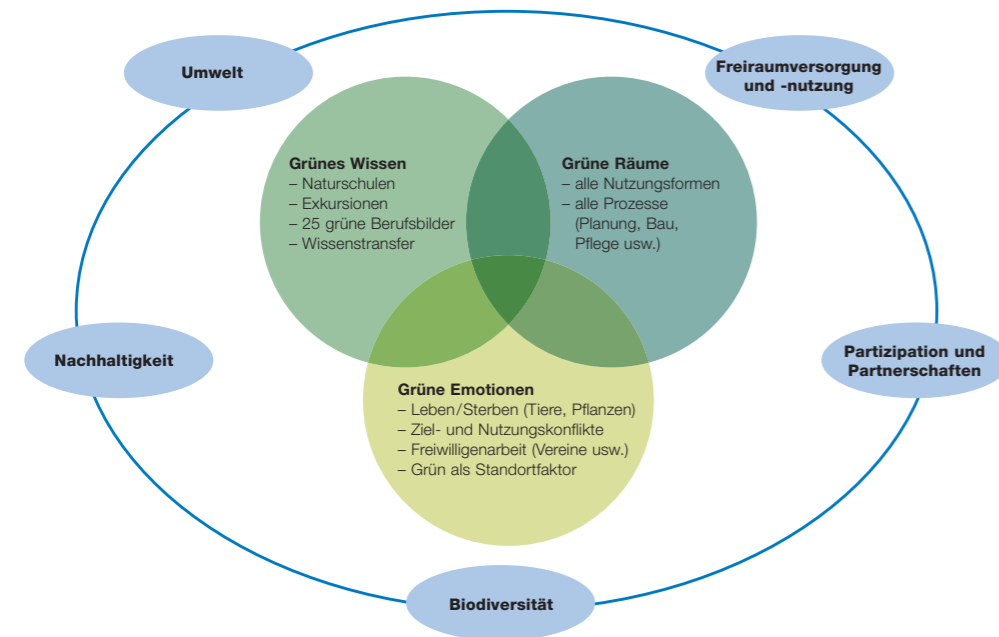 Umwelt
Freiraumversorgung
und -nutzung
Grünes Wissen
– Naturschulen
– Exkursionen
– 25 grüne Berufsbilder
– Wissenstransfer
Grüne Räume
– alle Nutzungsformen
– alle Prozesse
(Planung, Bau,
Pflege usw.)
Nachhaltigkeit
Partizipation und
Partnerschaften
Grüne Emotionen
– Leben/Sterben (Tiere, Pflanzen)
– Ziel- und Nutzungskonflikte
– Freiwilligenarbeit (Vereine usw.)
– Grün als Standortfaktor
Biodiversität